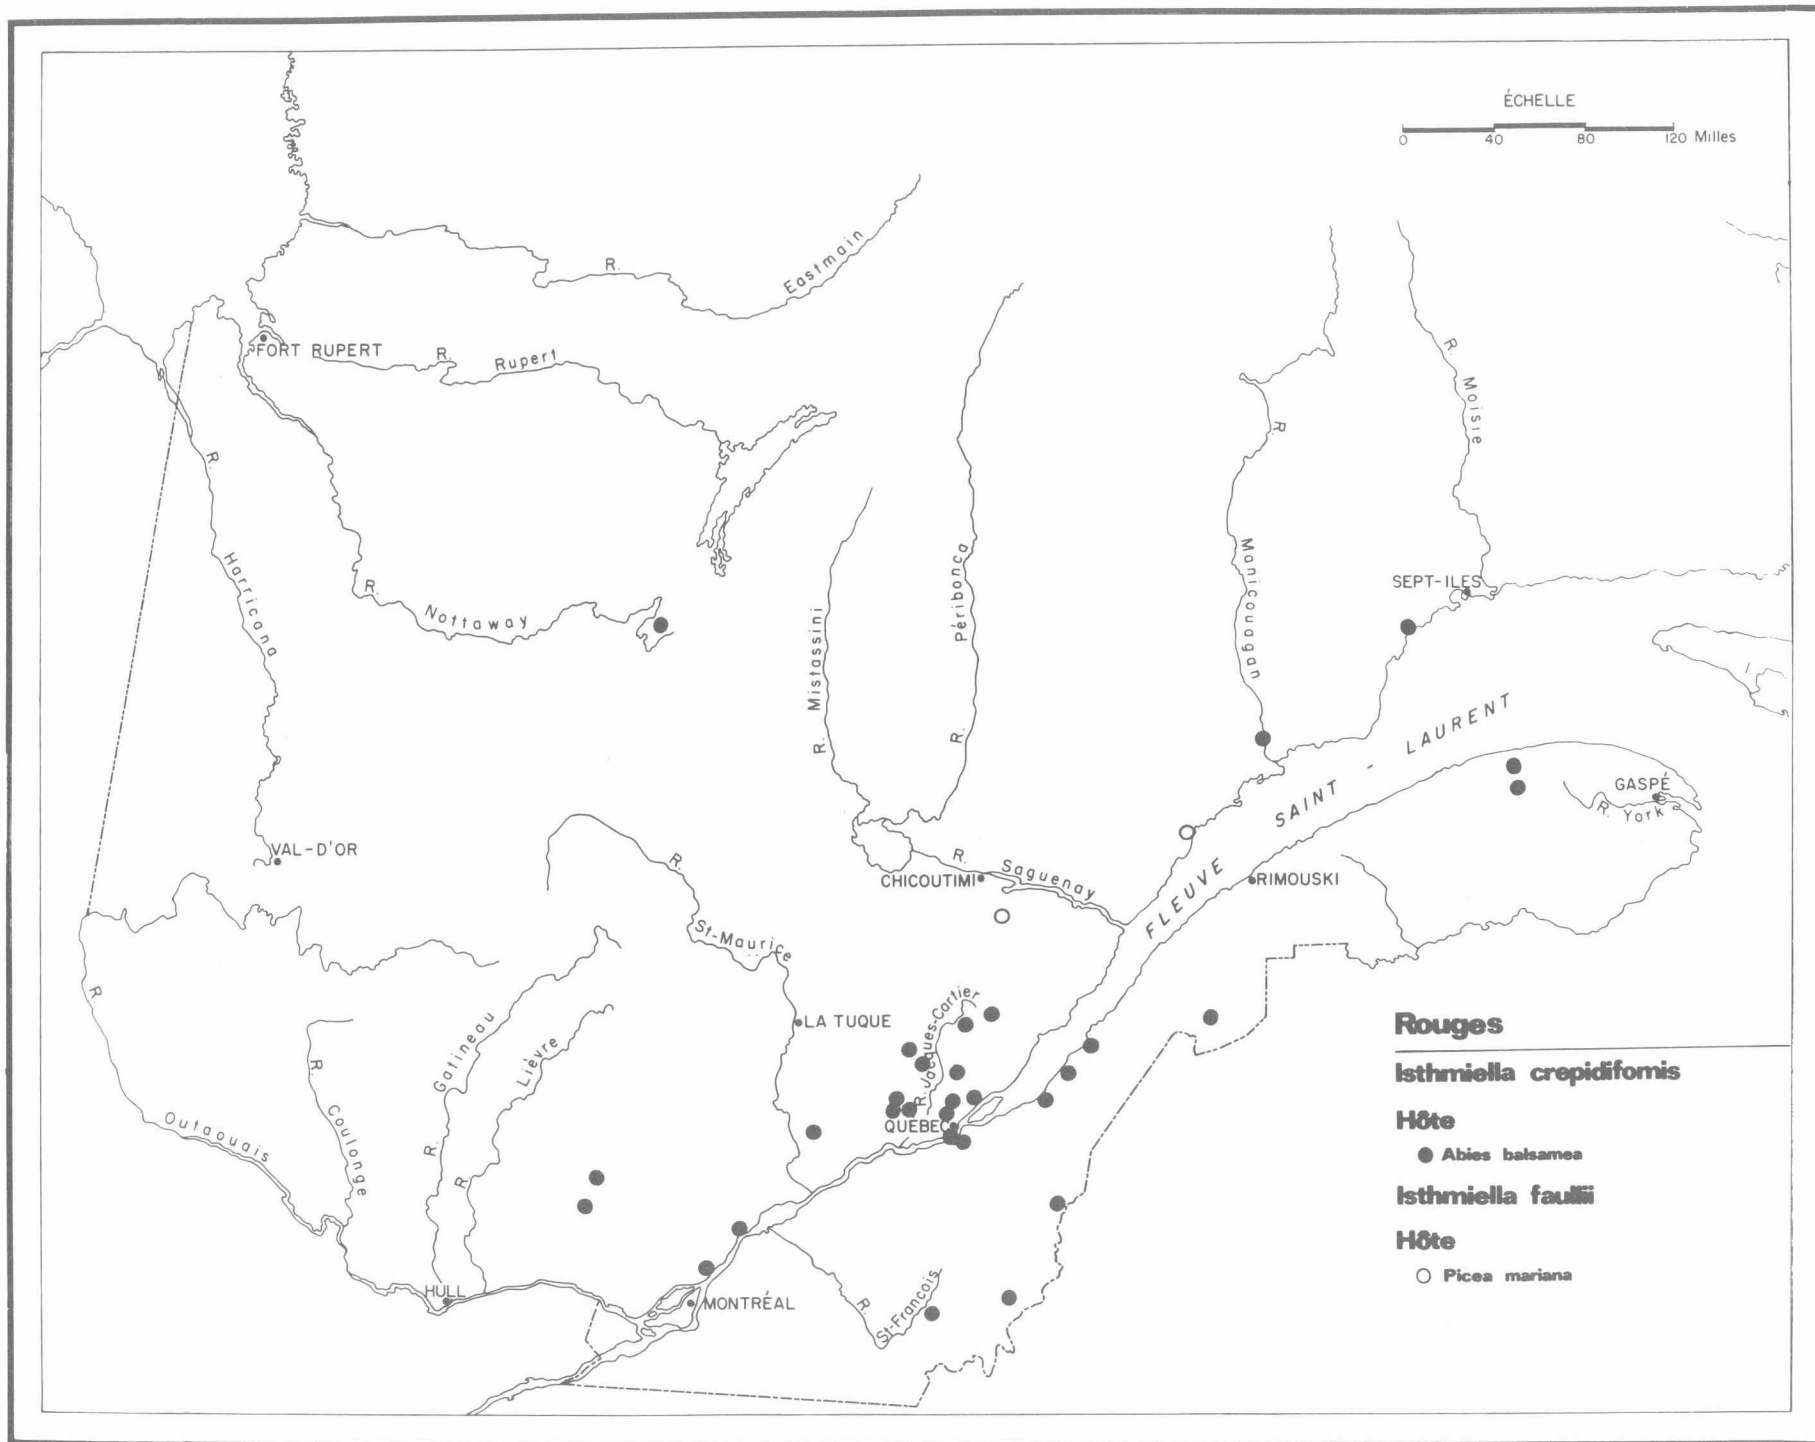 ÉCHELLE
0 40 80 120 Milles
R. Eastmain
FORT RUPERT
R. Rupert
R. Moisie
R. Harricana
R. Manicouagan
R. Nottaway
R. Mistassini
R. Péribonca
SEPT-ILES
FLEUVE SAINT - LAURENT
GASPÉ
R. York
VAL-D'OR
R. Saguenay
CHICOUTIMI
RIMOUSKI
R. St-Maurice
R. Outaouais
R. Coulonge
R. Gatineau
R. Lièvre
LA TUQUE
R. Jacques-Cartier
QUÉBEC
HULL
MONTRÉAL
R. St-François
Rouges
Isthmiella crepidifomis
Hôte
Abies balsamea
Isthmiella faullii
Hôte
Picea mariana